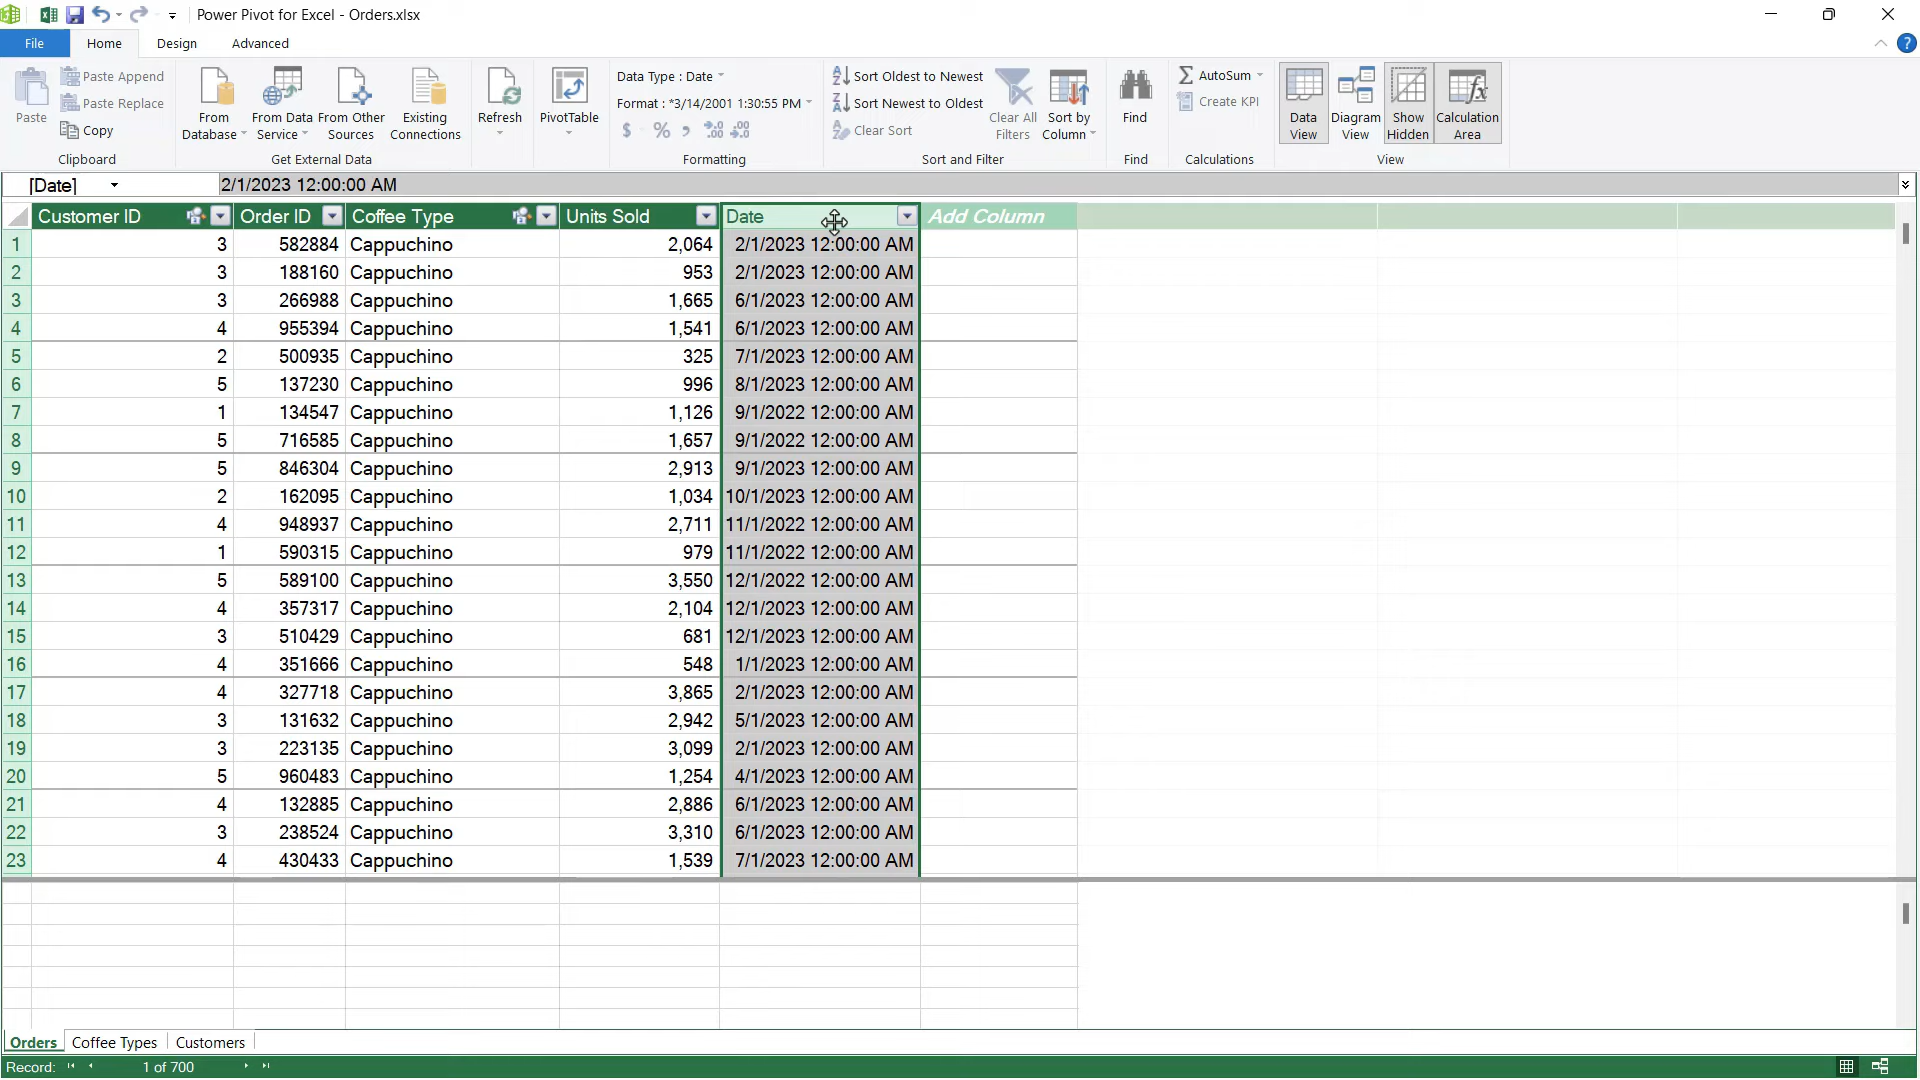 Power Pivot for Excel - Orders.xlsx
File Home Design Advanced
Paste
Paste Append
Paste Replace
Copy
Clipboard
From Database
From Data Service
From Other Sources
Existing Connections
Get External Data
Refresh
PivotTable
Data Type : Date
Format : *3/14/2001 1:30:55 PM
$ % , .00 .00
Formatting
Sort Oldest to Newest
Sort Newest to Oldest
Clear Sort
Clear All Filters
Sort by Column
Sort and Filter
Find
Find
AutoSum
Create KPI
Calculations
Data View
Diagram View
Show Hidden
Calculation Area
View
[Date] 2/1/2023 12:00:00 AM
Customer ID Order ID Coffee Type Units Sold Date Add Column
1 3 582884 Cappuchino 2,064 2/1/2023 12:00:00 AM
2 3 188160 Cappuchino 953 2/1/2023 12:00:00 AM
3 3 266988 Cappuchino 1,665 6/1/2023 12:00:00 AM
4 4 955394 Cappuchino 1,541 6/1/2023 12:00:00 AM
5 2 500935 Cappuchino 325 7/1/2023 12:00:00 AM
6 5 137230 Cappuchino 996 8/1/2023 12:00:00 AM
7 1 134547 Cappuchino 1,126 9/1/2022 12:00:00 AM
8 5 716585 Cappuchino 1,657 9/1/2022 12:00:00 AM
9 5 846304 Cappuchino 2,913 9/1/2023 12:00:00 AM
10 2 162095 Cappuchino 1,034 10/1/2023 12:00:00 AM
11 4 948937 Cappuchino 2,711 11/1/2022 12:00:00 AM
12 1 590315 Cappuchino 979 11/1/2022 12:00:00 AM
13 5 589100 Cappuchino 3,550 12/1/2022 12:00:00 AM
14 4 357317 Cappuchino 2,104 12/1/2023 12:00:00 AM
15 3 510429 Cappuchino 681 12/1/2023 12:00:00 AM
16 4 351666 Cappuchino 548 1/1/2023 12:00:00 AM
17 4 327718 Cappuchino 3,865 2/1/2023 12:00:00 AM
18 3 131632 Cappuchino 2,942 5/1/2023 12:00:00 AM
19 3 223135 Cappuchino 3,099 2/1/2023 12:00:00 AM
20 5 960483 Cappuchino 1,254 4/1/2023 12:00:00 AM
21 4 132885 Cappuchino 2,886 6/1/2023 12:00:00 AM
22 3 238524 Cappuchino 3,310 6/1/2023 12:00:00 AM
23 4 430433 Cappuchino 1,539 7/1/2023 12:00:00 AM
Orders Coffee Types Customers
Record: 1 of 700